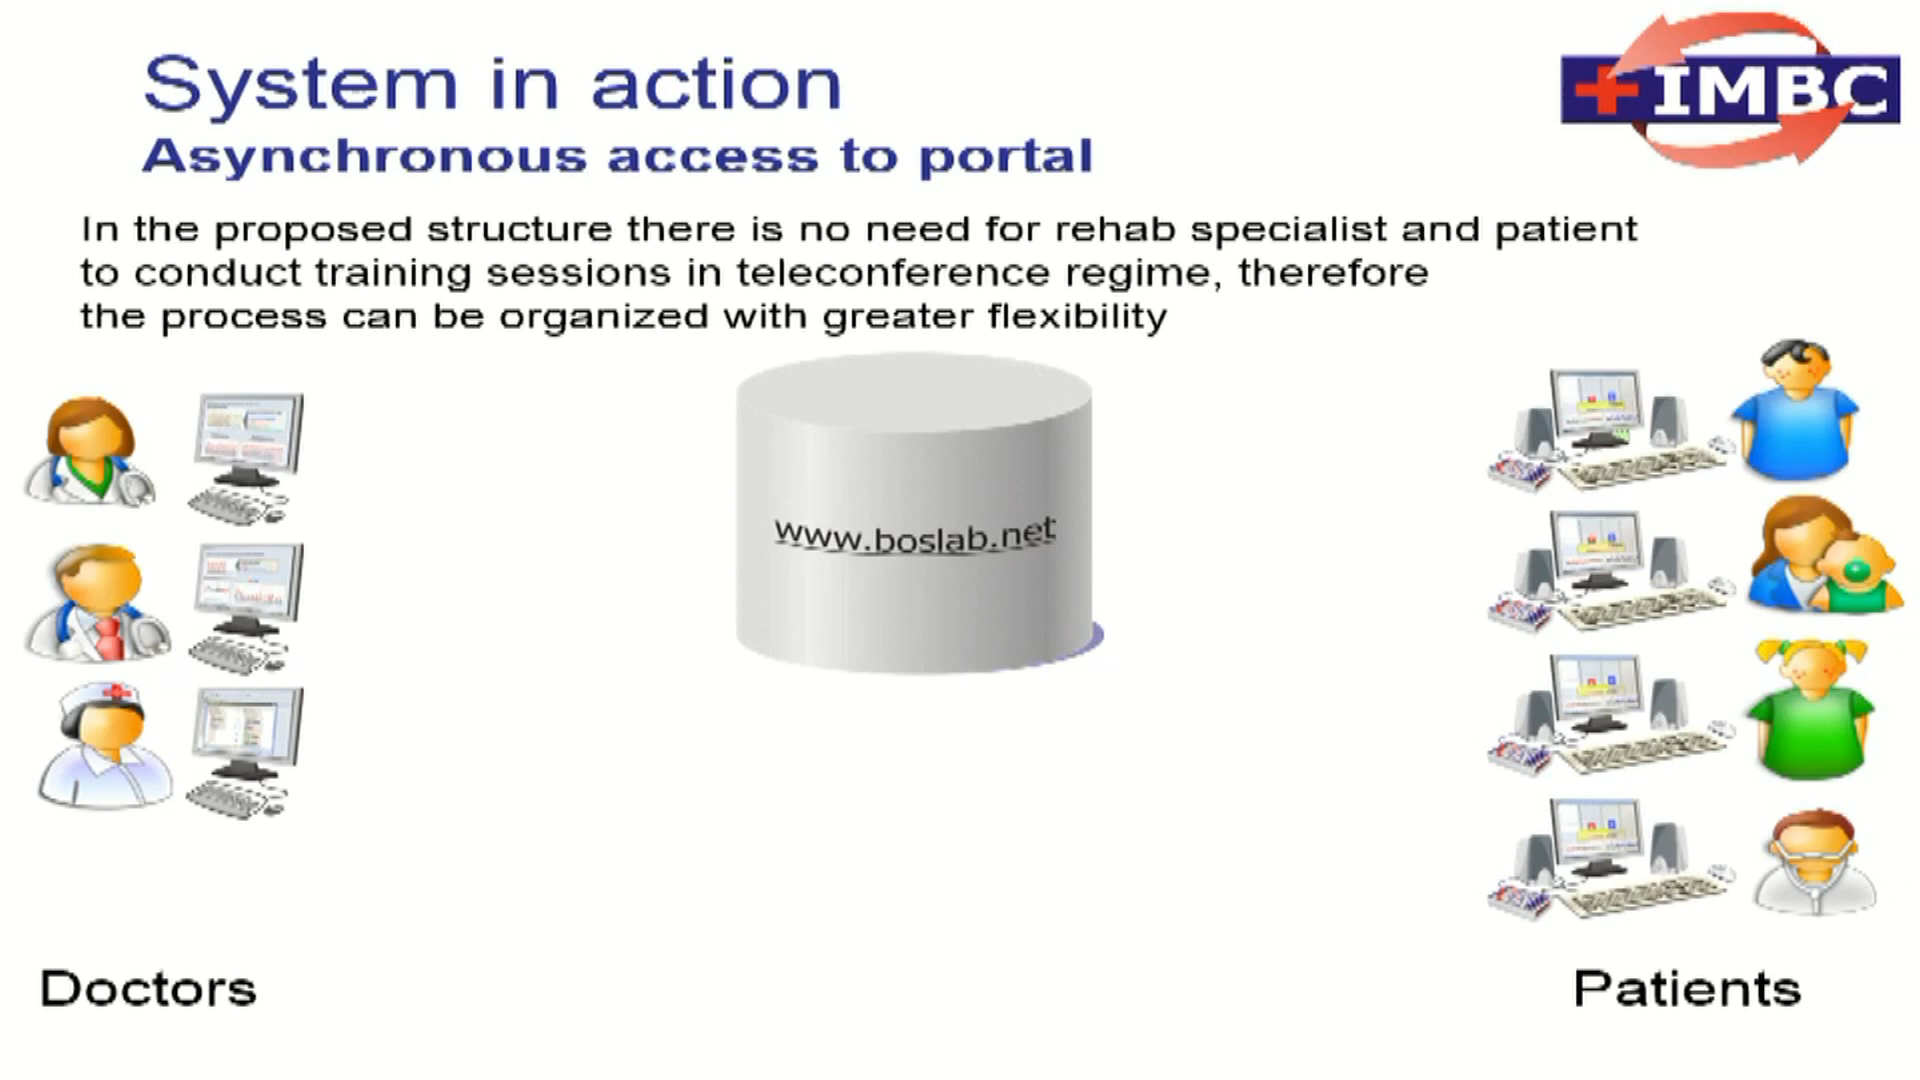 System in action
IMBC
Asynchronous access to portal
In the proposed structure there is no need for rehab specialist and patient
to conduct training sessions in teleconference regime, therefore
the process can be organized with greater flexibility
www.boslab.net
Doctors
Patients